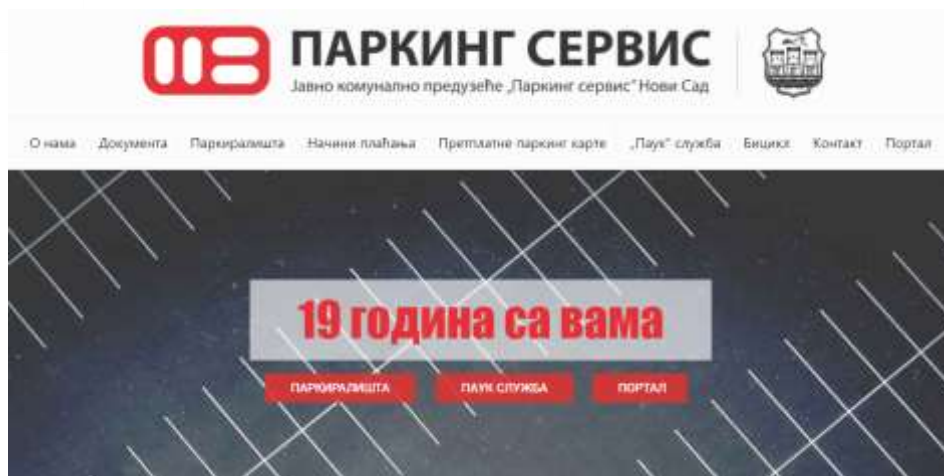 ПАРКИНГ СЕРВИС
Јавно комунално предузеће „Паркинг сервис" Нови Сад
О нама Документа Паркиралишта Начини плаћања Претплатне паркинг карте „Паук" служба Бицикл Контакт Портал
19 година са вама
ПАРКИРАЛИШТА ПАУК СЛУЖБА ПОРТАЛ